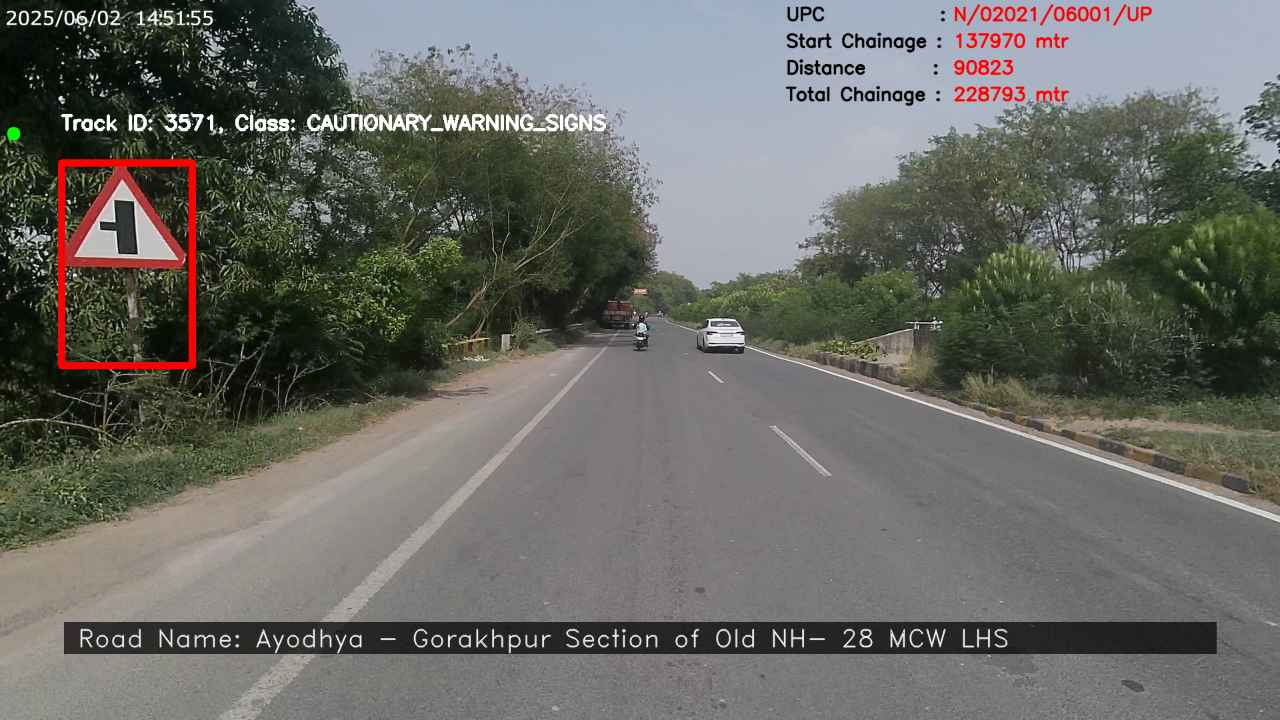 2025/06/02 14:51:55
UPC : N/02021/06001/UP
Start Chainage : 137970 mtr
Distance : 90823
Total Chainage : 228793 mtr
Track ID: 3571, Class: CAUTIONARY_WARNING_SIGNS
Road Name: Ayodhya - Gorakhpur Section of Old NH- 28 MCW LHS